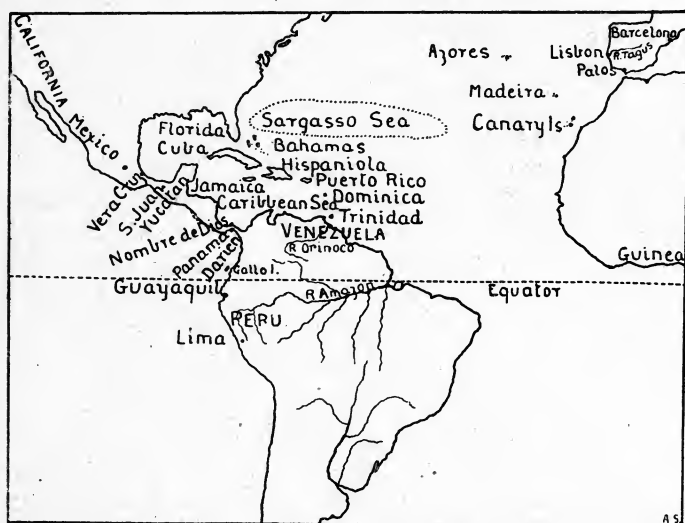 CALIFORNIA
Mexico
Vera Cruz
S. Juan
Yucatan
Nombre de Dios
Panama
Darien
Gallo I.
Guayaquil
Lima
PERU
Florida
Cuba
Jamaica
Caribbean Sea
Sargasso Sea
Bahamas
Hispaniola
Puerto Rico
Dominica
Trinidad
VENEZUELA
R Orinoco
R Amazon
Equator
Azores
Madeira
Canary Is
Lisbon
Palos
Barcelona
R. Tagus
Guinea
A S.